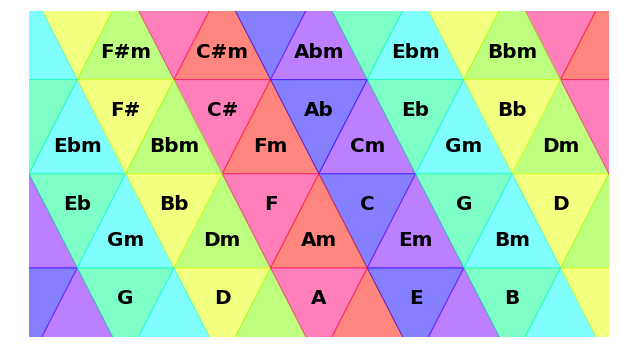 F#m C#m Abm Ebm Bbm
F# C# Ab Eb Bb
Ebm Bbm Fm Cm Gm Dm
Eb Bb F C G D
Gm Dm Am Em Bm
G D A E B